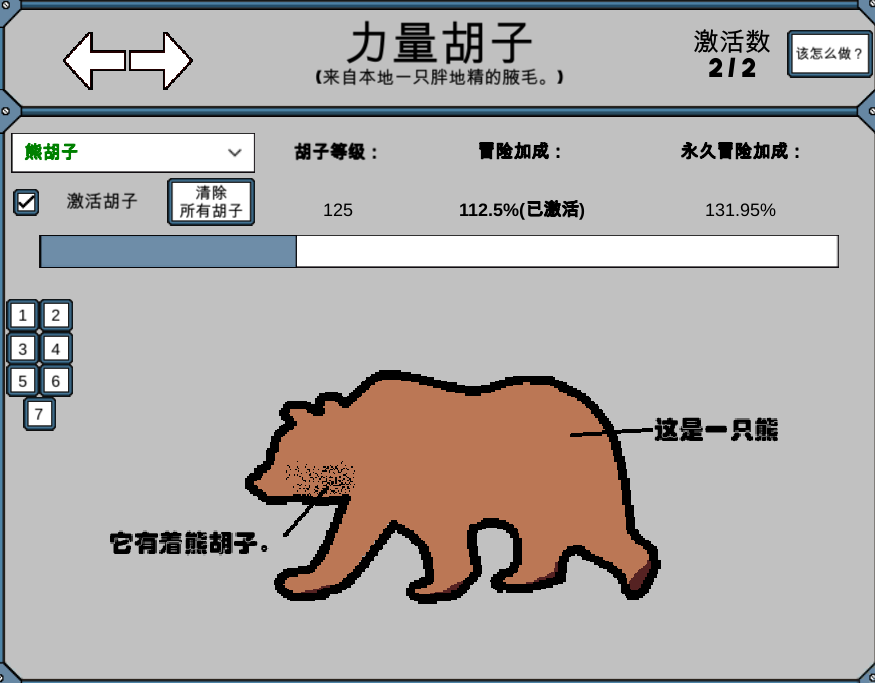 力量胡子
(来自本地一只胖地精的腋毛。)
激活数
2/2
该怎么做？
熊胡子
胡子等级：
冒险加成：
永久冒险加成：
激活胡子
清除
所有胡子
125
112.5%(已激活)
131.95%
1 2
3 4
5 6
7
这是一只熊
它有着熊胡子。